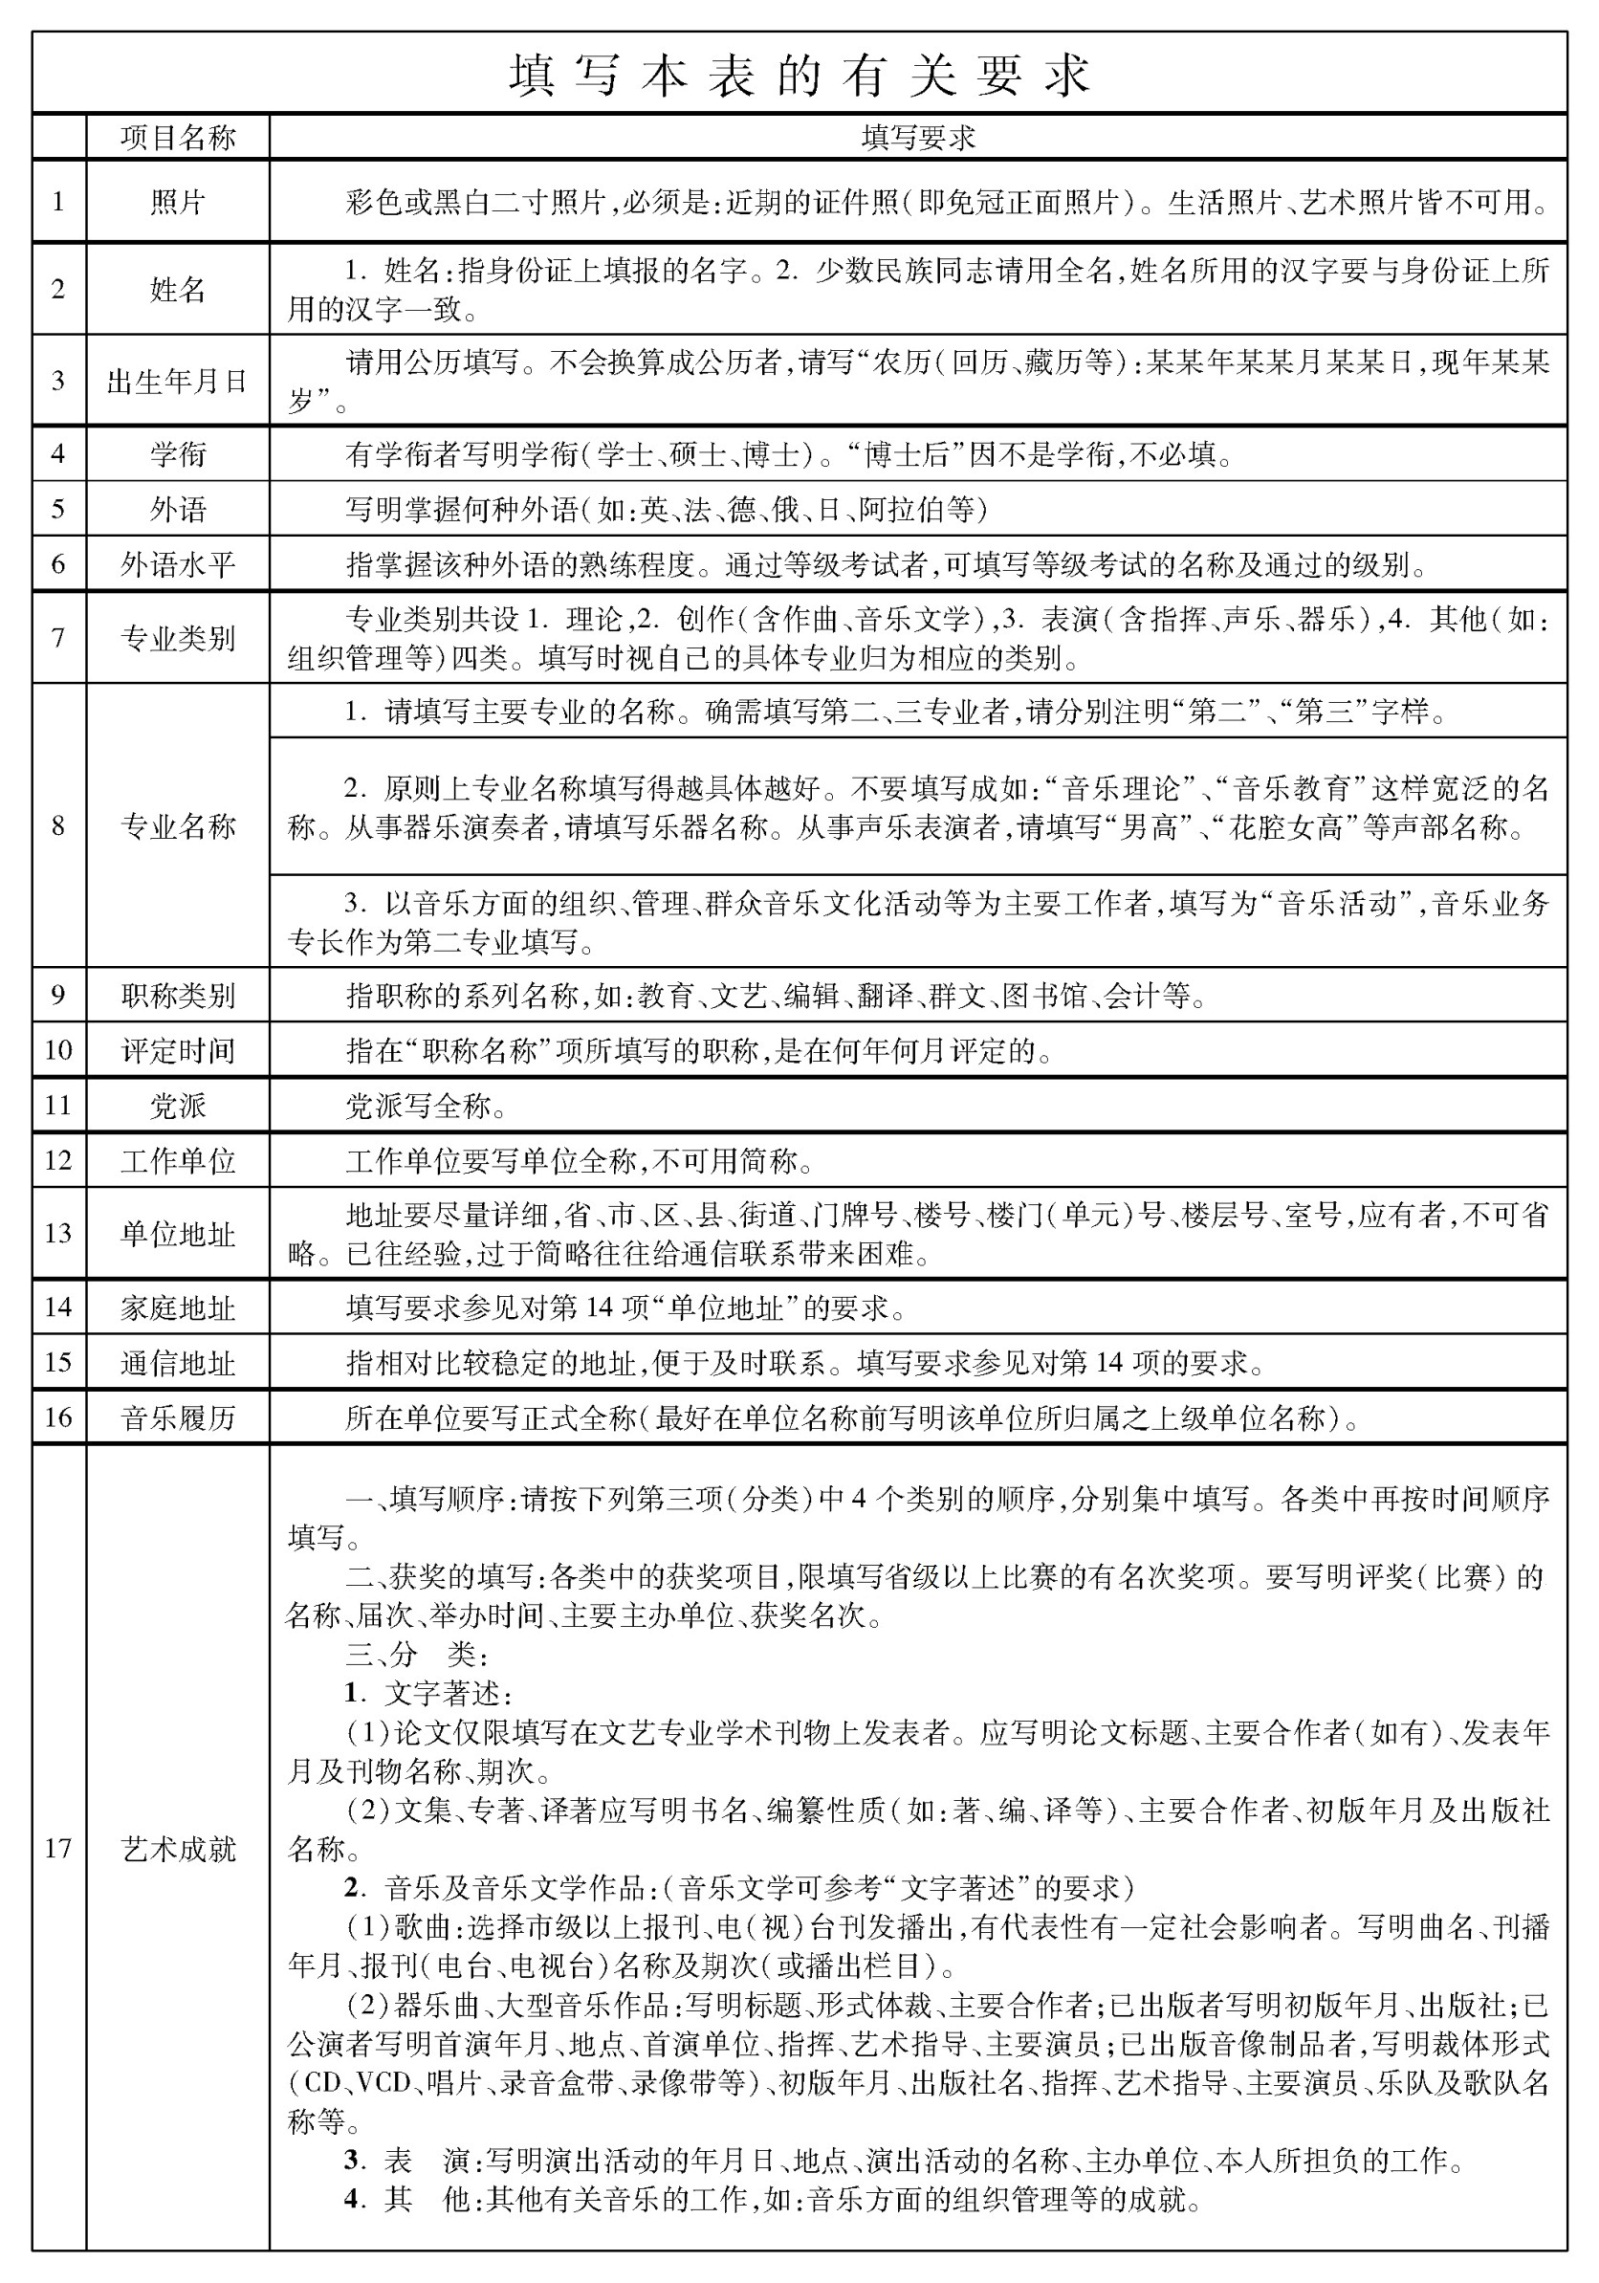 填写本表的有关要求
项目名称
填写要求
1
照片
彩色或黑白二寸照片,必须是:近期的证件照(即免冠正面照片)。生活照片、艺术照片皆不可用。
2
姓名
1. 姓名:指身份证上填报的名字。2. 少数民族同志请用全名,姓名所用的汉字要与身份证上所
用的汉字一致。
3
出生年月日
请用公历填写。不会换算成公历者,请写“农历(回历、藏历等):某某年某某月某某日,现年某某
岁”。
4
学衔
有学衔者写明学衔(学士、硕士、博士)。“博士后”因不是学衔,不必填。
5
外语
写明掌握何种外语(如:英、法、德、俄、日、阿拉伯等)
6
外语水平
指掌握该种外语的熟练程度。通过等级考试者,可填写等级考试的名称及通过的级别。
7
专业类别
专业类别共设1. 理论,2. 创作(含作曲、音乐文学),3. 表演(含指挥、声乐、器乐),4. 其他(如:
组织管理等)四类。填写时视自己的具体专业归为相应的类别。
8
专业名称
1. 请填写主要专业的名称。确需填写第二、三专业者,请分别注明“第二”、“第三”字样。
2. 原则上专业名称填写得越具体越好。不要填写成如:“音乐理论”、“音乐教育”这样宽泛的名
称。从事器乐演奏者,请填写乐器名称。从事声乐表演者,请填写“男高”、“花腔女高”等声部名称。
3. 以音乐方面的组织、管理、群众音乐文化活动等为主要工作者,填写为“音乐活动”,音乐业务
专长作为第二专业填写。
9
职称类别
指职称的系列名称,如:教育、文艺、编辑、翻译、群文、图书馆、会计等。
10
评定时间
指在“职称名称”项所填写的职称,是在何年何月评定的。
11
党派
党派写全称。
12
工作单位
工作单位要写单位全称,不可用简称。
13
单位地址
地址要尽量详细,省、市、区、县、街道、门牌号、楼号、楼门(单元)号、楼层号、室号,应有者,不可省
略。已往经验,过于简略往往给通信联系带来困难。
14
家庭地址
填写要求参见对第14项“单位地址”的要求。
15
通信地址
指相对比较稳定的地址,便于及时联系。填写要求参见对第14项的要求。
16
音乐履历
所在单位要写正式全称(最好在单位名称前写明该单位所归属之上级单位名称)。
17
艺术成就
一、填写顺序:请按下列第三项(分类)中4个类别的顺序,分别集中填写。各类中再按时间顺序
填写。
二、获奖的填写:各类中的获奖项目,限填写省级以上比赛的有名次奖项。要写明评奖(比赛)的
名称、届次、举办时间、主要主办单位、获奖名次。
三、分 类:
1. 文字著述:
(1)论文仅限填写在文艺专业学术刊物上发表者。应写明论文标题、主要合作者(如有)、发表年
月及刊物名称、期次。
(2)文集、专著、译著应写明书名、编纂性质(如:著、编、译等)、主要合作者、初版年月及出版社
名称。
2. 音乐及音乐文学作品:(音乐文学可参考“文字著述”的要求)
(1)歌曲:选择市级以上报刊、电(视)台刊发播出,有代表性有一定社会影响者。写明曲名、刊播
年月、报刊(电台、电视台)名称及期次(或播出栏目)。
(2)器乐曲、大型音乐作品:写明标题、形式体裁、主要合作者;已出版者写明初版年月、出版社;已
公演者写明首演年月、地点、首演单位、指挥、艺术指导、主要演员;已出版音像制品者,写明裁体形式
(CD、VCD、唱片、录音盒带、录像带等)、初版年月、出版社名、指挥、艺术指导、主要演员、乐队及歌队名
称等。
3. 表 演:写明演出活动的年月日、地点、演出活动的名称、主办单位、本人所担负的工作。
4. 其 他:其他有关音乐的工作,如:音乐方面的组织管理等的成就。